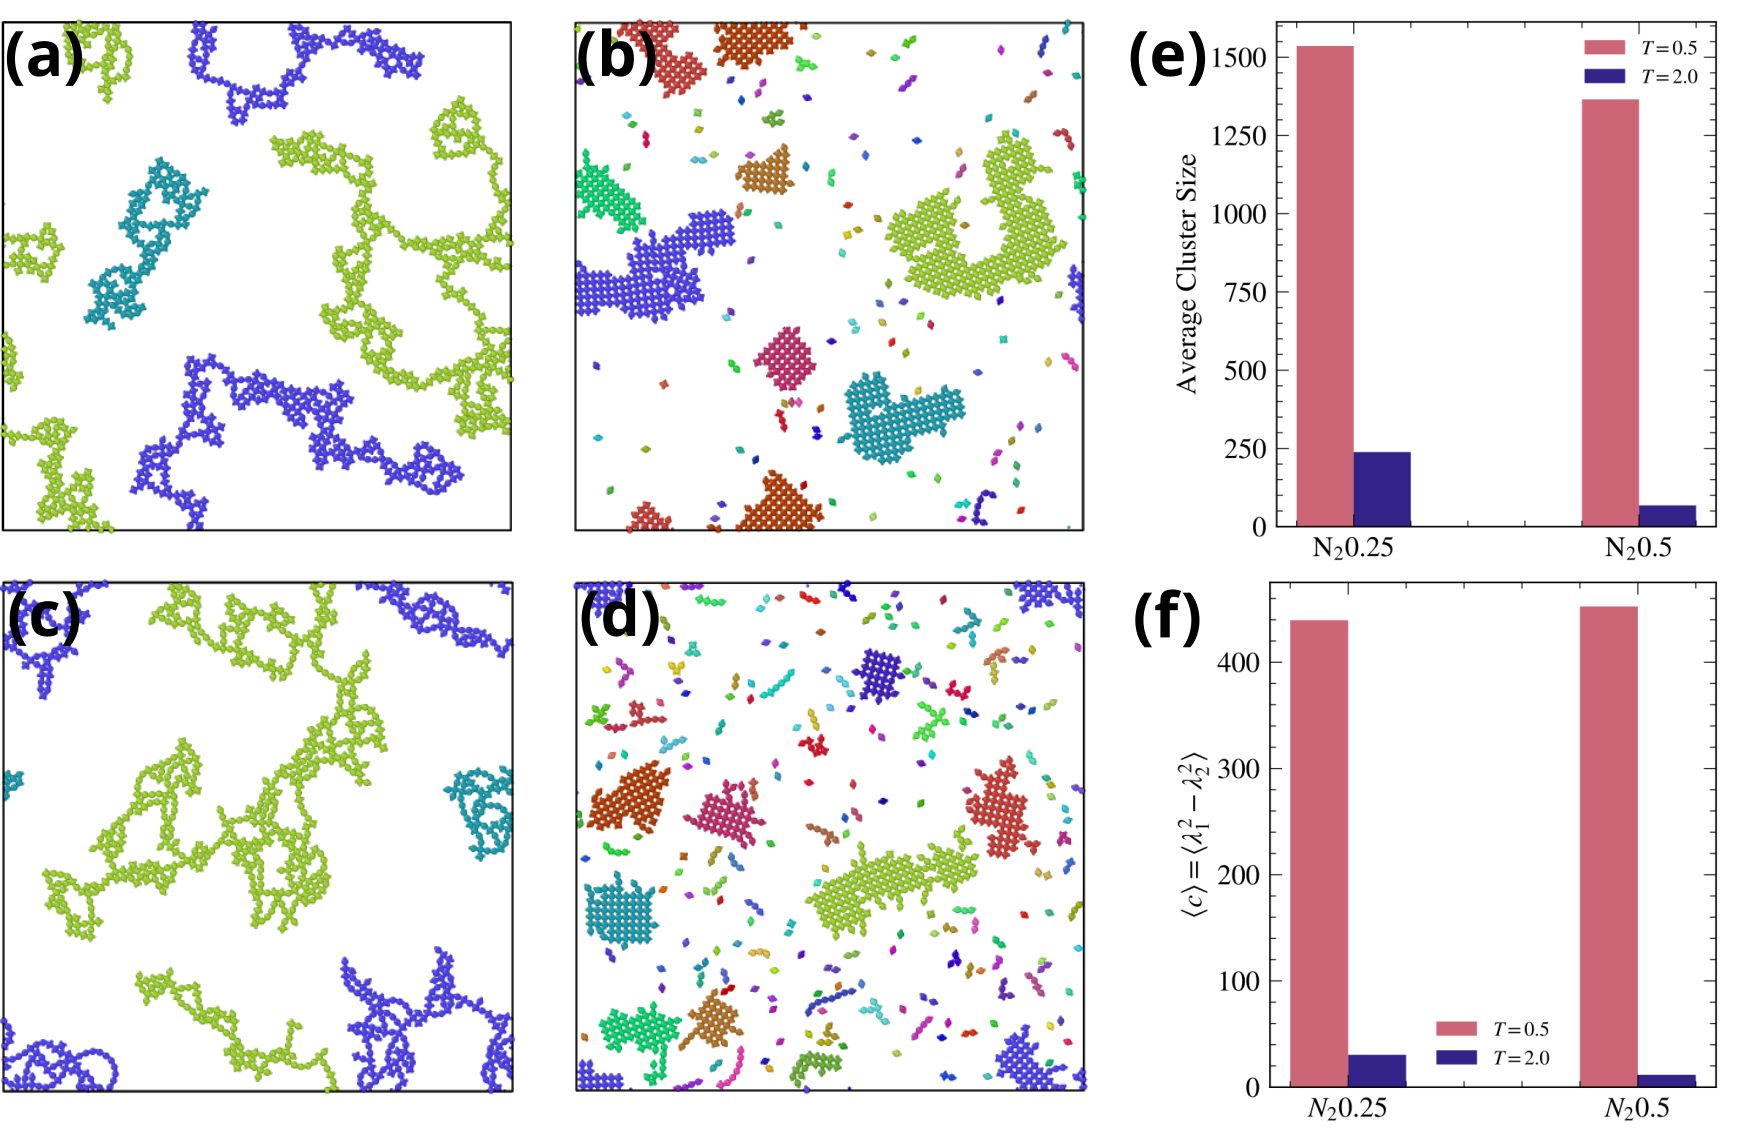 (a)
(b)
(c)
(d)
(e)
Average Cluster Size
1500
1250
1000
750
500
250
0
T = 0.5
T = 2.0
N₂0.25
N₂0.5
(f)
⟨c⟩ = ⟨λ₁² − λ₂²⟩
400
300
200
100
0
T = 0.5
T = 2.0
N₂0.25
N₂0.5